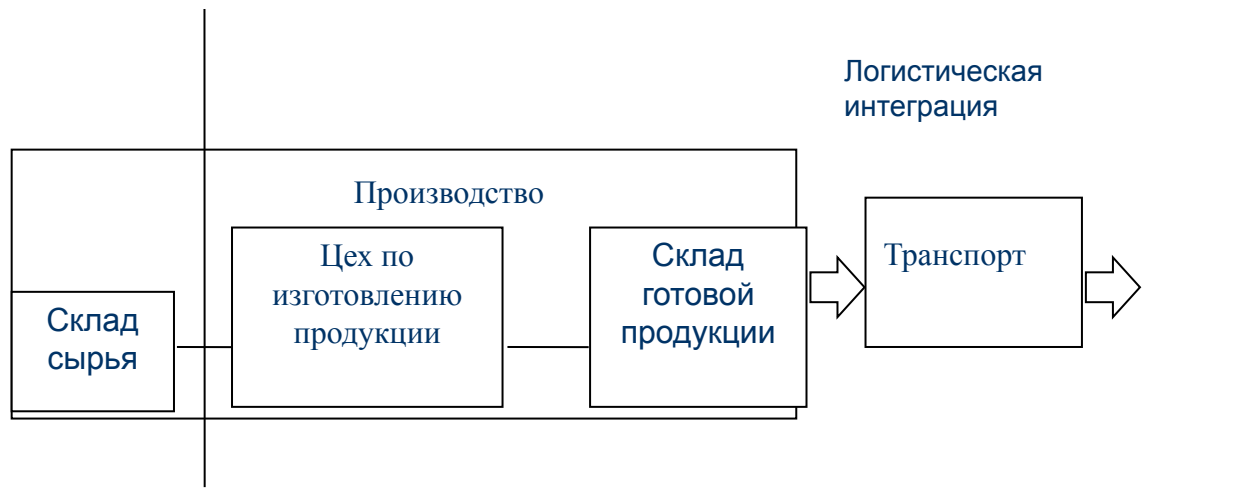 Логистическая
интеграция
Производство
Цех по
изготовлению
продукции
Склад
готовой
продукции
Транспорт
Склад
сырья